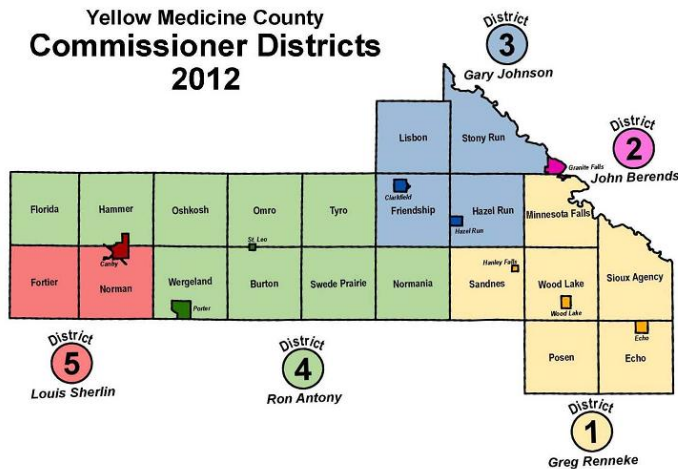 Yellow Medicine County
Commissioner Districts
2012
District
3
Gary Johnson
District
2
John Berends
Lisbon
Stony Run
Granite Falls
Clarkfield
Florida
Hammer
Oshkosh
Omro
Tyro
Friendship
Hazel Run
Minnesota Falls
Hazel Run
St. Leo
Canby
Hanley Falls
Sioux Agency
Fortier
Norman
Wergeland
Burton
Swede Prairie
Normania
Sandnes
Wood Lake
Porter
Wood Lake
Echo
Posen
Echo
District
5
Louis Sherlin
District
4
Ron Antony
District
1
Greg Renneke